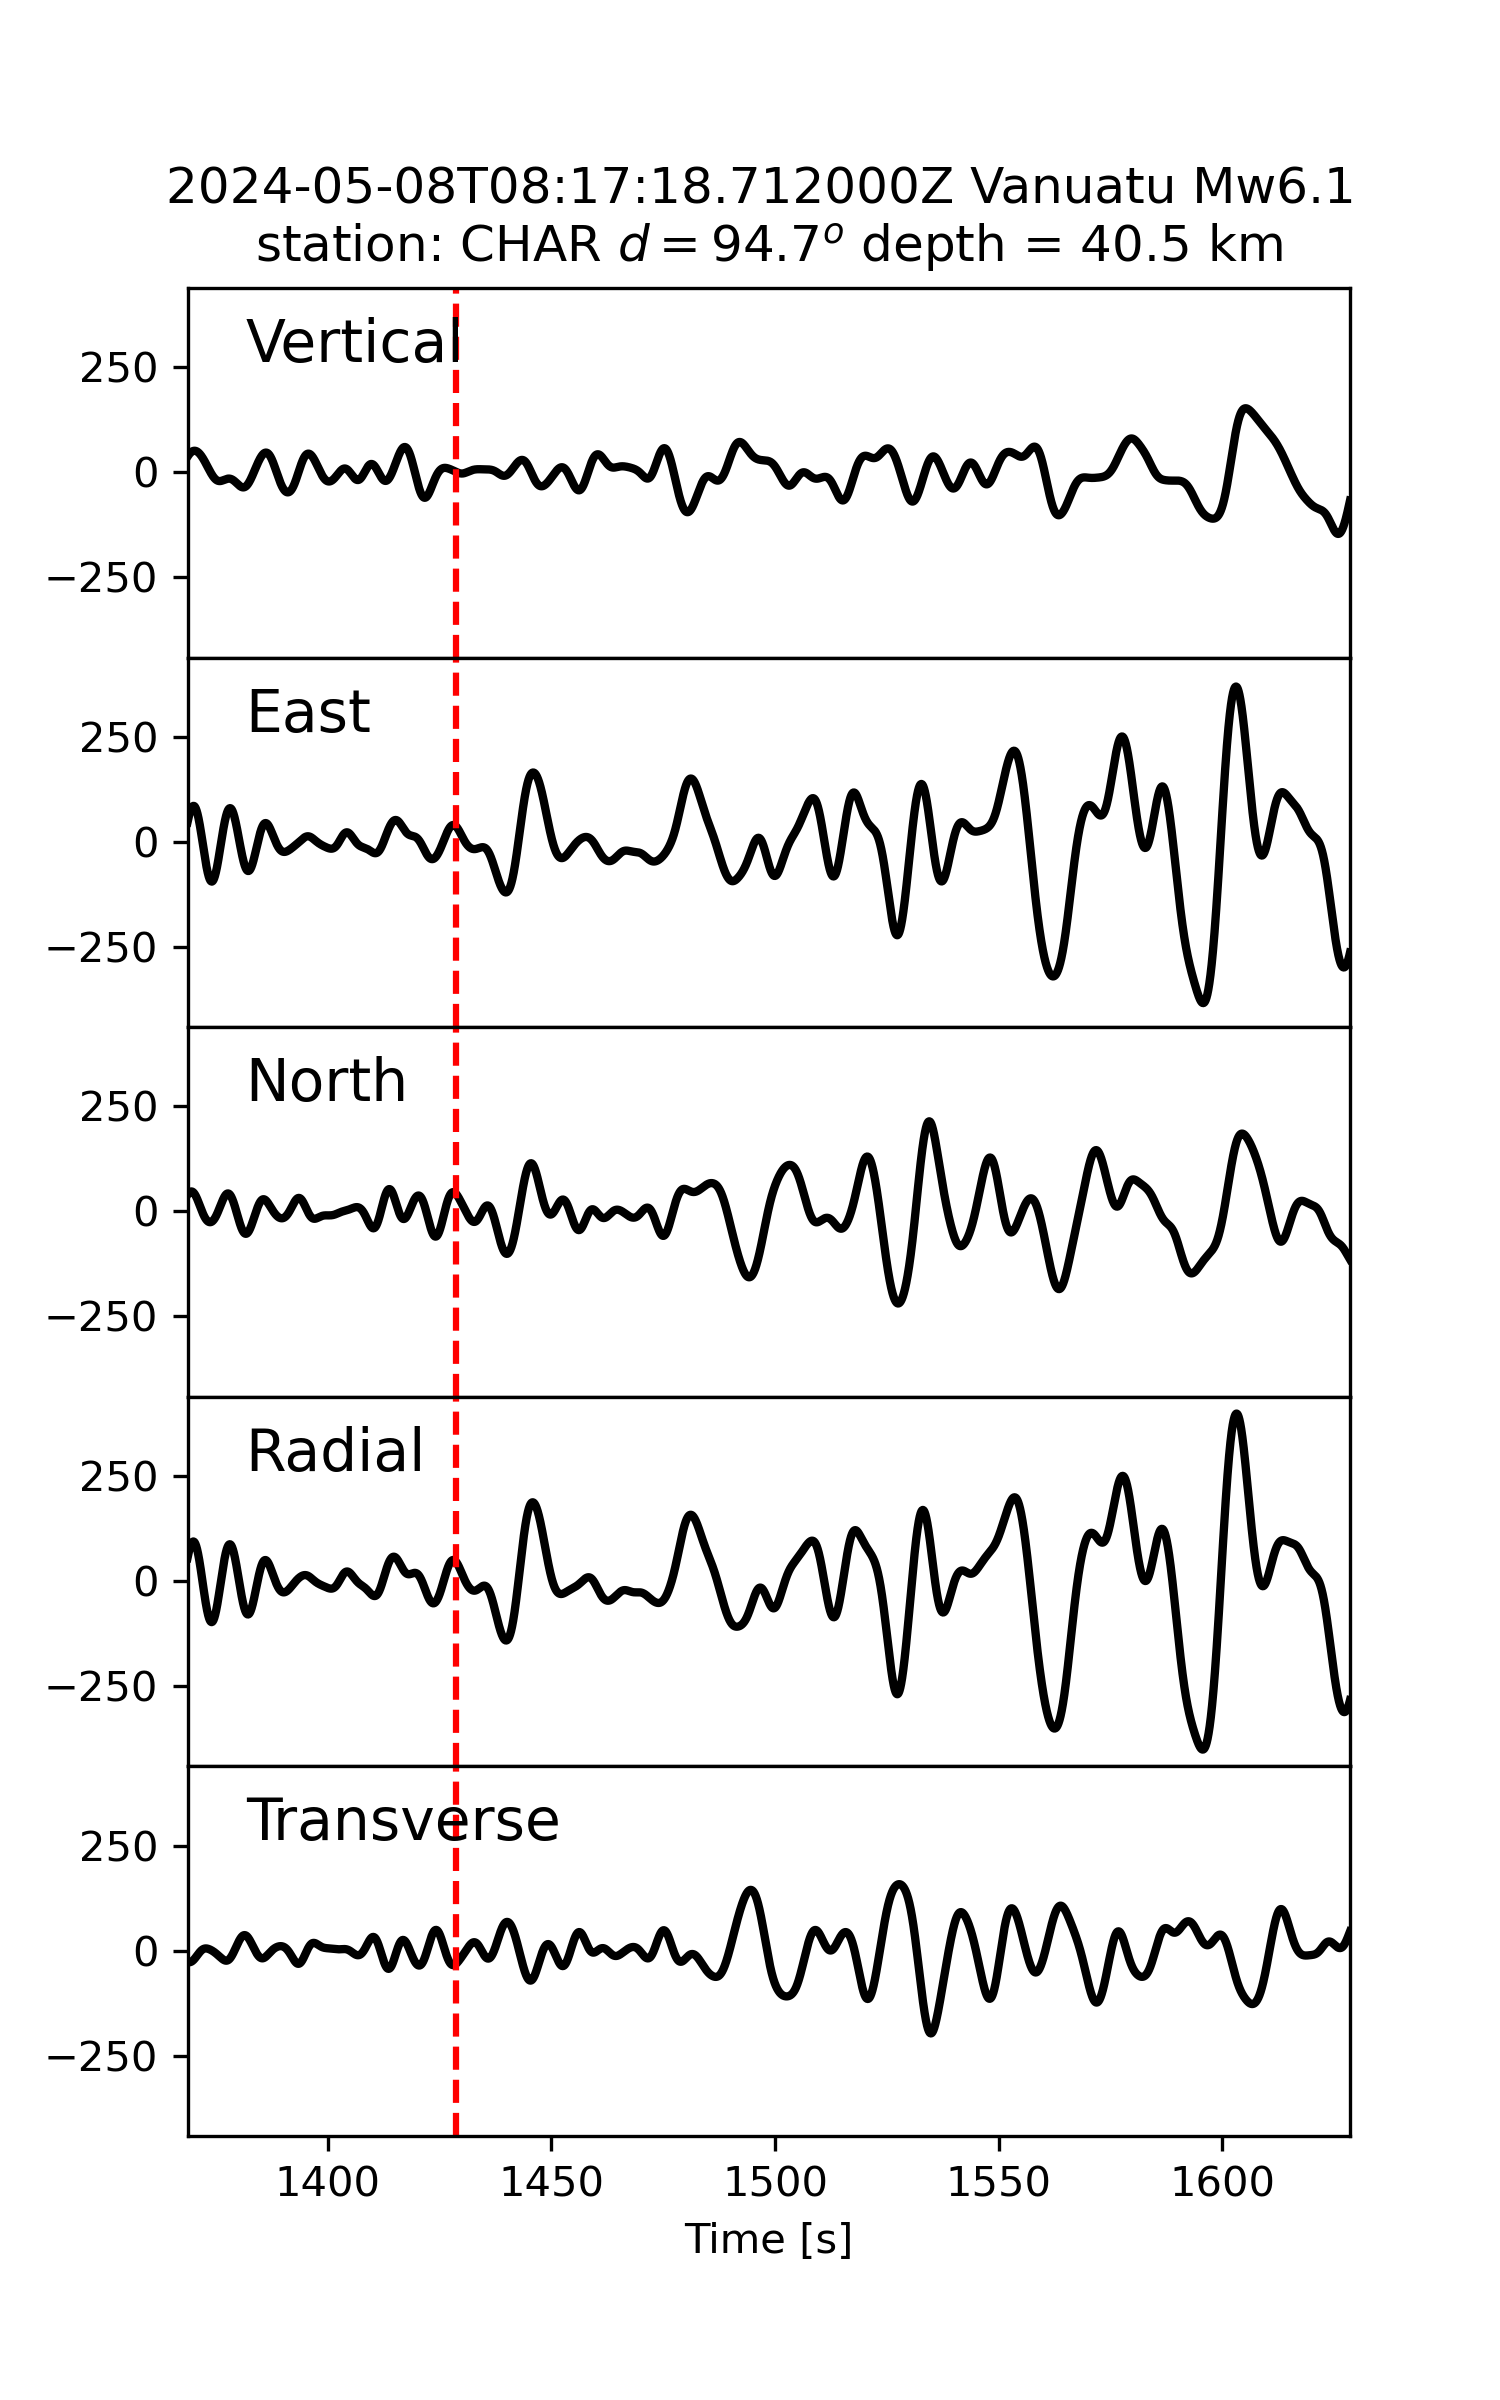 2024-05-08T08:17:18.712000Z Vanuatu Mw6.1
station: CHAR d = 94.7° depth = 40.5 km
Vertical
250
0
−250
East
250
0
−250
North
250
0
−250
Radial
250
0
−250
Transverse
250
0
−250
1400 1450 1500 1550 1600
Time [s]